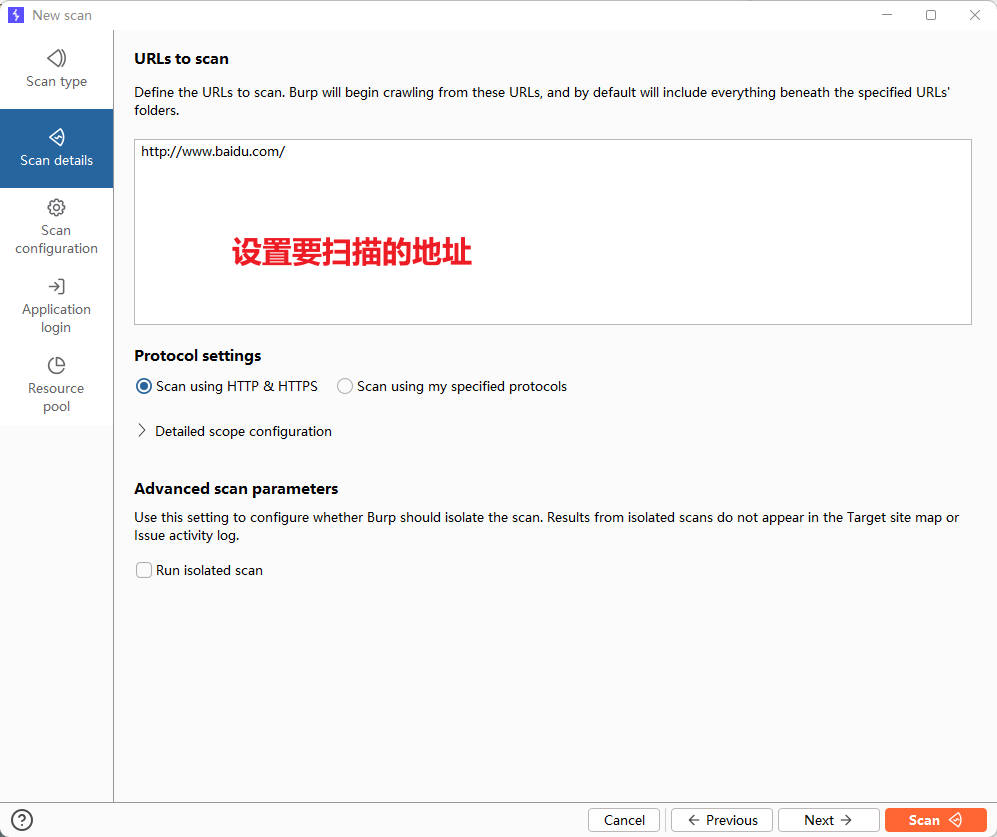 New scan
Scan type
Scan details
Scan
configuration
Application
login
Resource
pool
URLs to scan
Define the URLs to scan. Burp will begin crawling from these URLs, and by default will include everything beneath the specified URLs'
folders.
http://www.baidu.com/
设置要扫描的地址
Protocol settings
Scan using HTTP & HTTPS
Scan using my specified protocols
Detailed scope configuration
Advanced scan parameters
Use this setting to configure whether Burp should isolate the scan. Results from isolated scans do not appear in the Target site map or
Issue activity log.
Run isolated scan
Cancel
Previous
Next
Scan